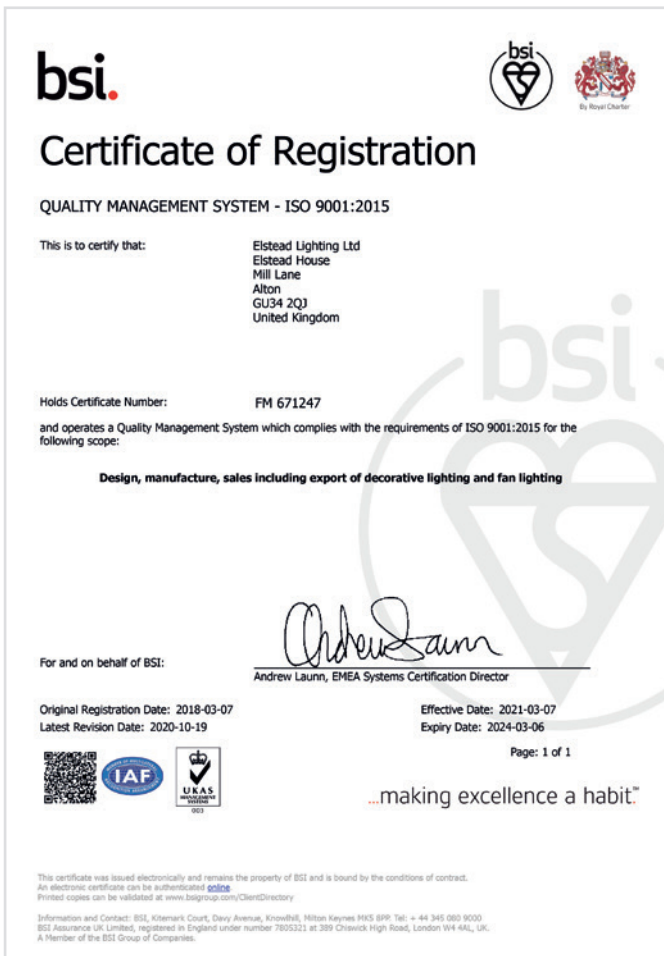 bsi.
bsi
By Royal Charter
Certificate of Registration
QUALITY MANAGEMENT SYSTEM - ISO 9001:2015
This is to certify that:
Elstead Lighting Ltd
Elstead House
Mill Lane
Alton
GU34 2QJ
United Kingdom
bsi.
Holds Certificate Number:
FM 671247
and operates a Quality Management System which complies with the requirements of ISO 9001:2015 for the
following scope:
Design, manufacture, sales including export of decorative lighting and fan lighting
For and on behalf of BSI:
Andrew Launn
Andrew Launn, EMEA Systems Certification Director
Original Registration Date: 2018-03-07
Effective Date: 2021-03-07
Latest Revision Date: 2020-10-19
Expiry Date: 2024-03-06
Page: 1 of 1
IAF
UKAS
MANAGEMENT
SYSTEMS
003
...making excellence a habit.™
This certificate was issued electronically and remains the property of BSI and is bound by the conditions of contract.
An electronic certificate can be authenticated online.
Printed copies can be validated at www.bsigroup.com/ClientDirectory
Information and Contact: BSI, Kitemark Court, Davy Avenue, Knowlhill, Milton Keynes MK5 8PP. Tel: + 44 345 080 9000
BSI Assurance UK Limited, registered in England under number 7805321 at 389 Chiswick High Road, London W4 4AL, UK.
A Member of the BSI Group of Companies.